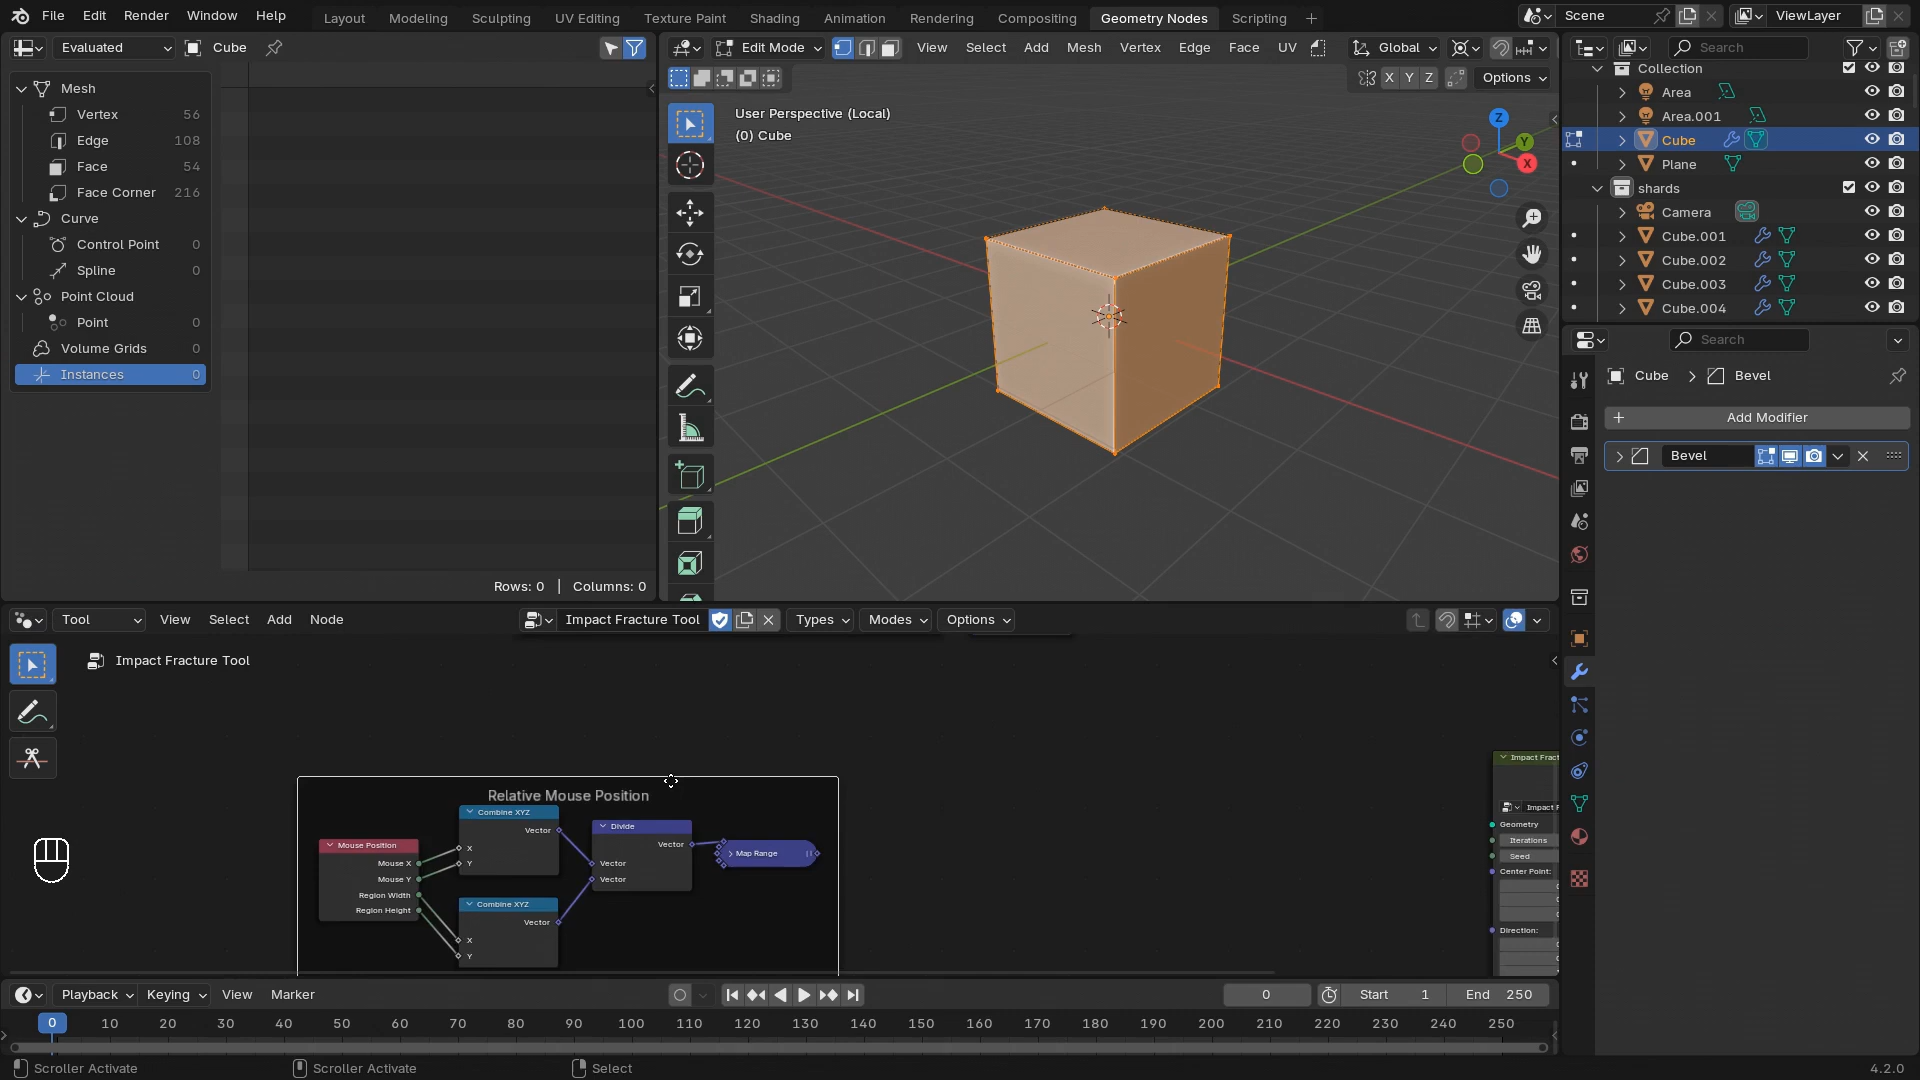 File Edit Render Window Help Layout Modeling Sculpting UV Editing Texture Paint Shading Animation Rendering Compositing Geometry Nodes Scripting Scene ViewLayer
Evaluated Cube
Edit Mode View Select Add Mesh Vertex Edge Face UV Global
X Y Z Options
Mesh
Vertex 56
Edge 108
Face 54
Face Corner 216
Curve
Control Point 0
Spline 0
Point Cloud
Point 0
Volume Grids 0
Instances 0
Rows: 0 | Columns: 0
User Perspective (Local)
(0) Cube
Z
Y
X
Search
Collection
Area
Area.001
Cube
Plane
shards
Camera
Cube.001
Cube.002
Cube.003
Cube.004
Search
Cube Bevel
Add Modifier
Bevel
Tool View Select Add Node Impact Fracture Tool Types Modes Options
Impact Fracture Tool
Relative Mouse Position
Mouse Position
Mouse X
Mouse Y
Region Width
Region Height
Combine XYZ
Vector
X
Y
Combine XYZ
Vector
X
Y
Divide
Vector
Vector
Vector
Map Range
Impact Fract
Impact F
Geometry
Iterations
Seed
Center Point:
Direction:
Playback Keying View Marker 0 Start 1 End 250
0 10 20 30 40 50 60 70 80 90 100 110 120 130 140 150 160 170 180 190 200 210 220 230 240 250
Scroller Activate Scroller Activate Select 4.2.0